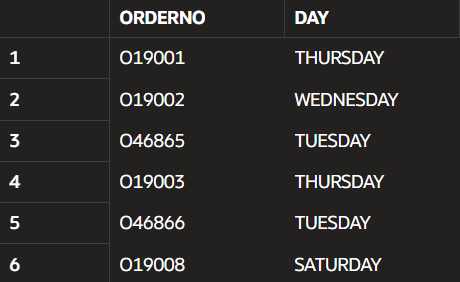 ORDERNO DAY
1 O19001 THURSDAY
2 O19002 WEDNESDAY
3 O46865 TUESDAY
4 O19003 THURSDAY
5 O46866 TUESDAY
6 O19008 SATURDAY